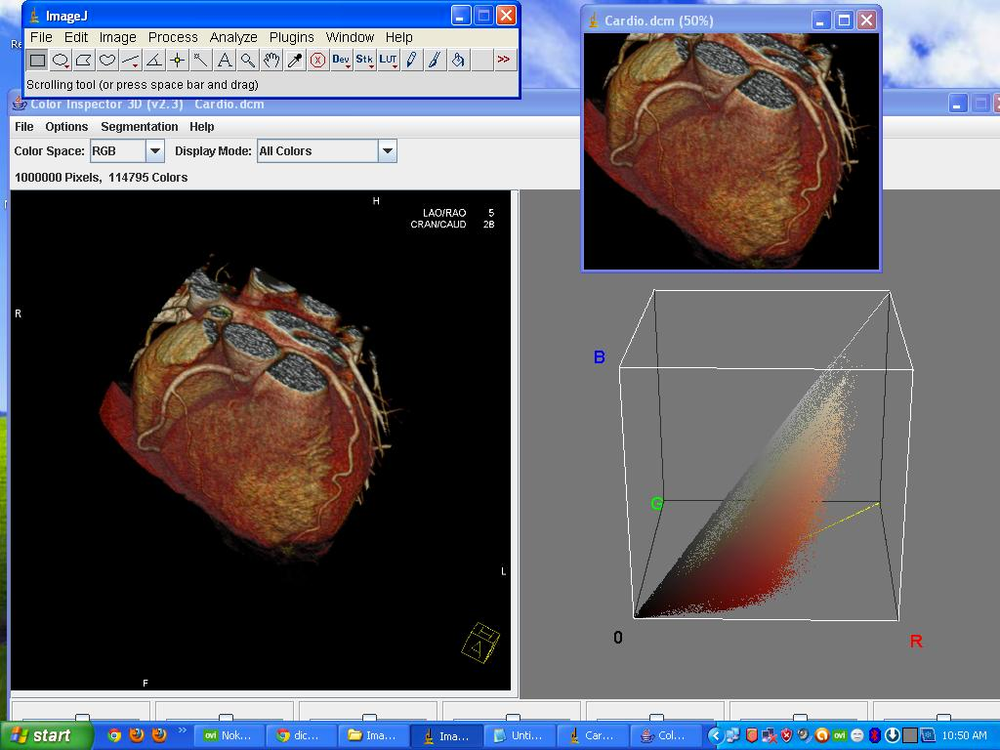 ImageJ
File Edit Image Process Analyze Plugins Window Help
A Dev Stk LUT >>
Scrolling tool (or press space bar and drag)
Cardio.dcm (50%)
Color Inspector 3D (v2.3) Cardio.dcm
File Options Segmentation Help
Color Space: RGB Display Mode: All Colors
1000000 Pixels, 114795 Colors
H
LAO/RAO 5
CRAN/CAUD 28
R
L
A
F
B
G
0
R
start
ovi Nok...
dic...
Ima...
Ima...
Unti...
Car...
Col...
ovi
10:50 AM